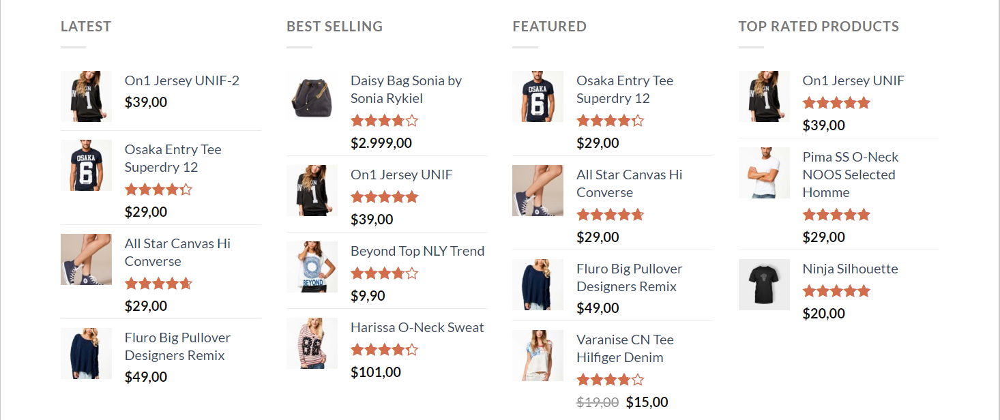 LATEST
On1 Jersey UNIF-2
$39,00
Osaka Entry Tee
Superdry 12
$29,00
All Star Canvas Hi
Converse
$29,00
Fluro Big Pullover
Designers Remix
$49,00
BEST SELLING
Daisy Bag Sonia by
Sonia Rykiel
$2.999,00
On1 Jersey UNIF
$39,00
Beyond Top NLY Trend
$9,90
Harissa O-Neck Sweat
$101,00
FEATURED
Osaka Entry Tee
Superdry 12
$29,00
All Star Canvas Hi
Converse
$29,00
Fluro Big Pullover
Designers Remix
$49,00
Varanise CN Tee
Hilfiger Denim
$19,00 $15,00
TOP RATED PRODUCTS
On1 Jersey UNIF
$39,00
Pima SS O-Neck
NOOS Selected
Homme
$29,00
Ninja Silhouette
$20,00
OSAKA
6
OSAKA
6
BEYOND